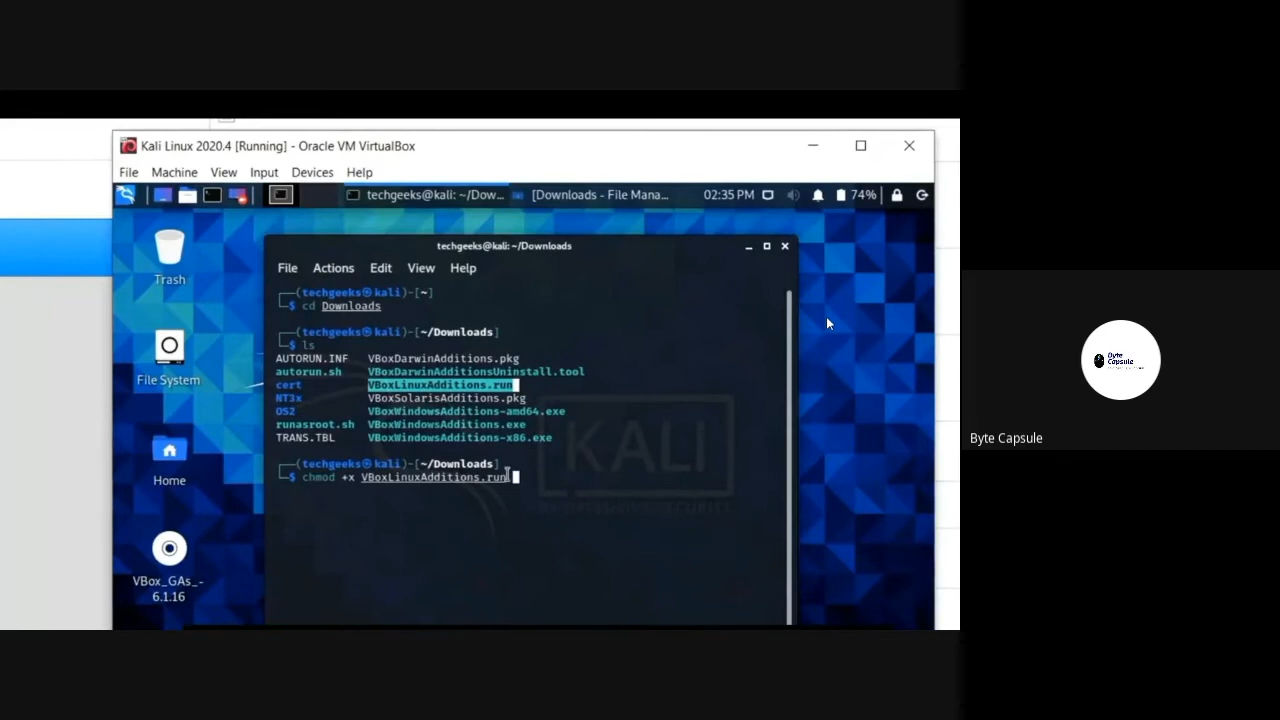 Kali Linux 2020.4 [Running] - Oracle VM VirtualBox
File Machine View Input Devices Help
techgeeks@kali: ~/Dow... [Downloads - File Mana... 02:35 PM 74%
Trash
File System
Home
VBox_GAs_-
6.1.16
techgeeks@kali: ~/Downloads
File Actions Edit View Help
┌──(techgeeks㉿kali)-[~]
└─$ cd Downloads
┌──(techgeeks㉿kali)-[~/Downloads]
└─$ ls
AUTORUN.INF VBoxDarwinAdditions.pkg
autorun.sh VBoxDarwinAdditionsUninstall.tool
cert VBoxLinuxAdditions.run
NT3x VBoxSolarisAdditions.pkg
OS2 VBoxWindowsAdditions-amd64.exe
runasroot.sh VBoxWindowsAdditions.exe
TRANS.TBL VBoxWindowsAdditions-x86.exe
┌──(techgeeks㉿kali)-[~/Downloads]
└─$ chmod +x VBoxLinuxAdditions.run
KALI
Byte
Capsule
Byte Capsule